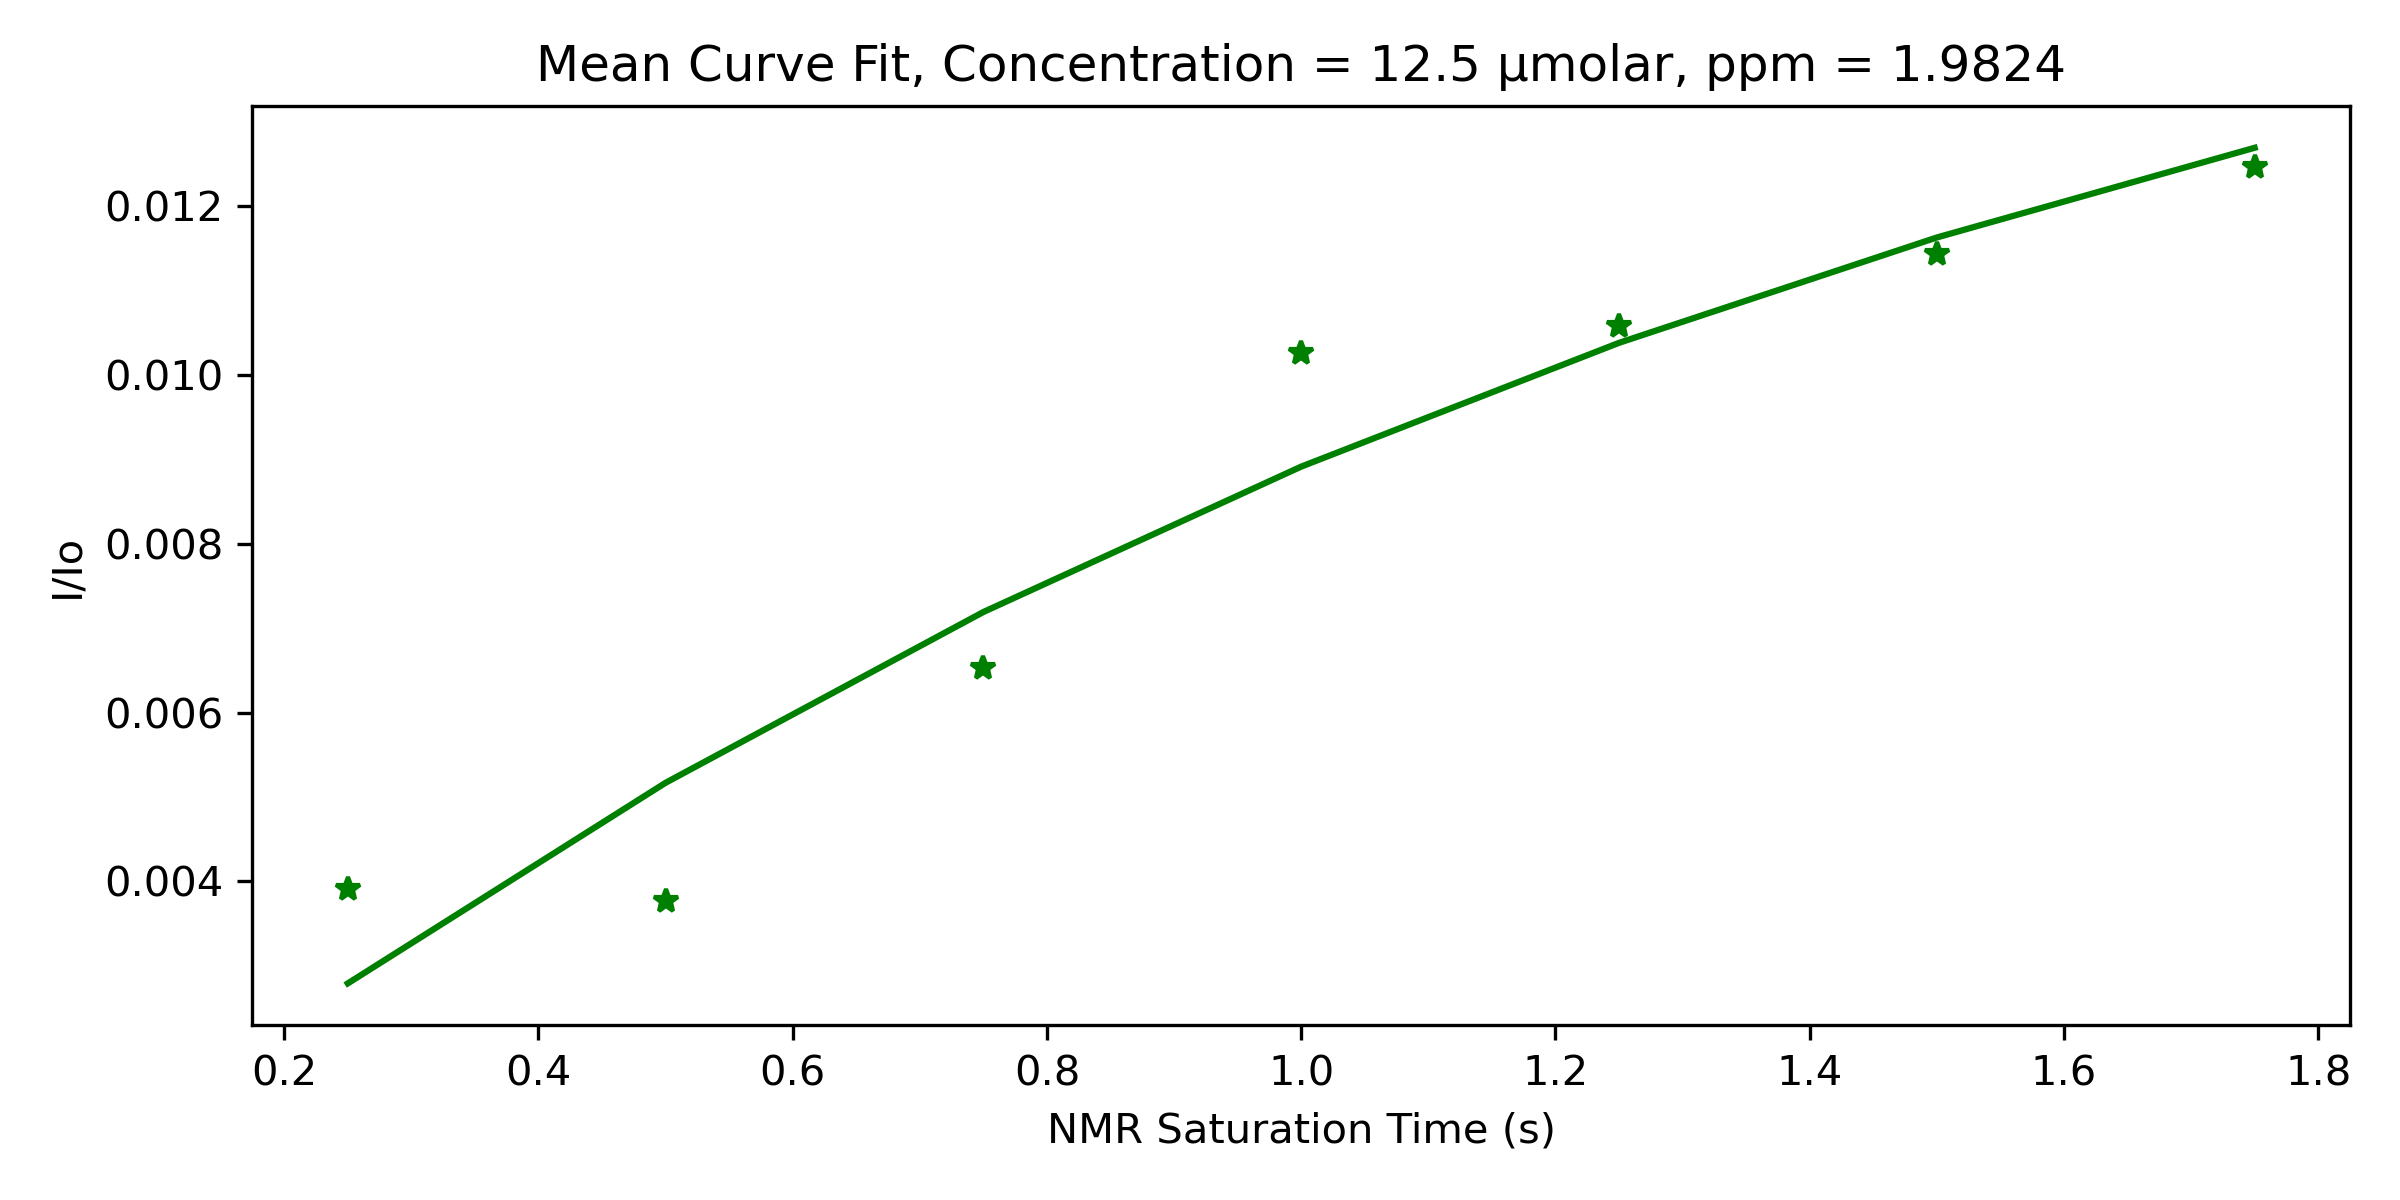 Mean Curve Fit, Concentration = 12.5 µmolar, ppm = 1.9824
I/Io
0.012
0.010
0.008
0.006
0.004
0.2 0.4 0.6 0.8 1.0 1.2 1.4 1.6 1.8
NMR Saturation Time (s)